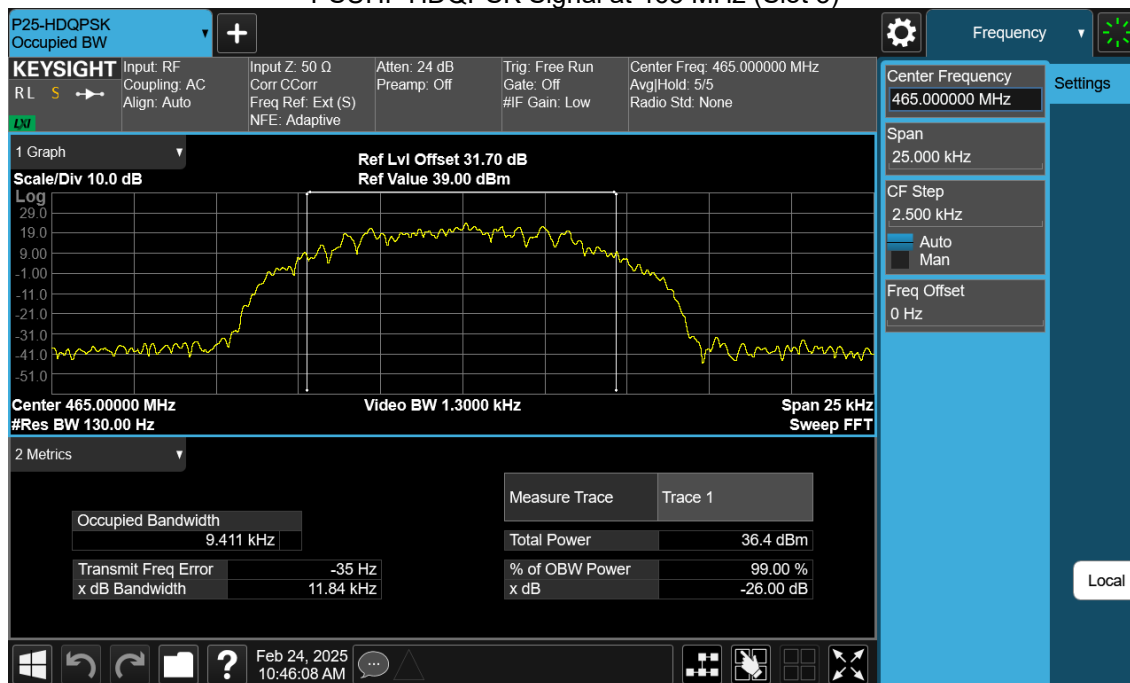 P25-HDQPSK
Occupied BW
Frequency
KEYSIGHT
RL S
LXI
Input: RF
Coupling: AC
Align: Auto
Input Z: 50 Ω
Corr CCorr
Freq Ref: Ext (S)
NFE: Adaptive
Atten: 24 dB
Preamp: Off
Trig: Free Run
Gate: Off
#IF Gain: Low
Center Freq: 465.000000 MHz
Avg|Hold: 5/5
Radio Std: None
Center Frequency
465.000000 MHz
Settings
Span
25.000 kHz
CF Step
2.500 kHz
Auto
Man
Freq Offset
0 Hz
Local
1 Graph
Scale/Div 10.0 dB
Ref Lvl Offset 31.70 dB
Ref Value 39.00 dBm
Log
29.0
19.0
9.00
-1.00
-11.0
-21.0
-31.0
-41.0
-51.0
Center 465.00000 MHz
Video BW 1.3000 kHz
Span 25 kHz
#Res BW 130.00 Hz
Sweep FFT
2 Metrics
Measure Trace Trace 1
Occupied Bandwidth
9.411 kHz
Total Power 36.4 dBm
Transmit Freq Error -35 Hz
% of OBW Power 99.00 %
x dB Bandwidth 11.84 kHz
x dB -26.00 dB
?
Feb 24, 2025
10:46:08 AM